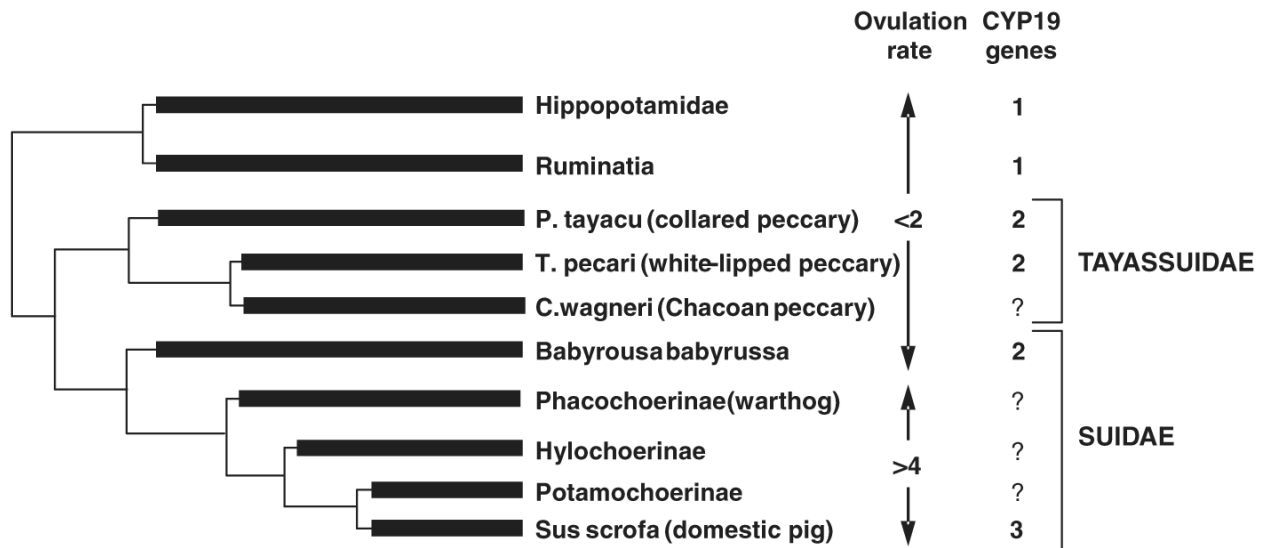 Ovulation rate CYP19 genes
Hippopotamidae 1
Ruminatia 1
P. tayacu (collared peccary) <2 2
T. pecari (white-lipped peccary) 2 TAYASSUIDAE
C.wagneri (Chacoan peccary) ?
Babyrousa babyrussa 2
Phacochoerinae (warthog) ?
SUIDAE
Hylochoerinae ?
>4
Potamochoerinae ?
Sus scrofa (domestic pig) 3